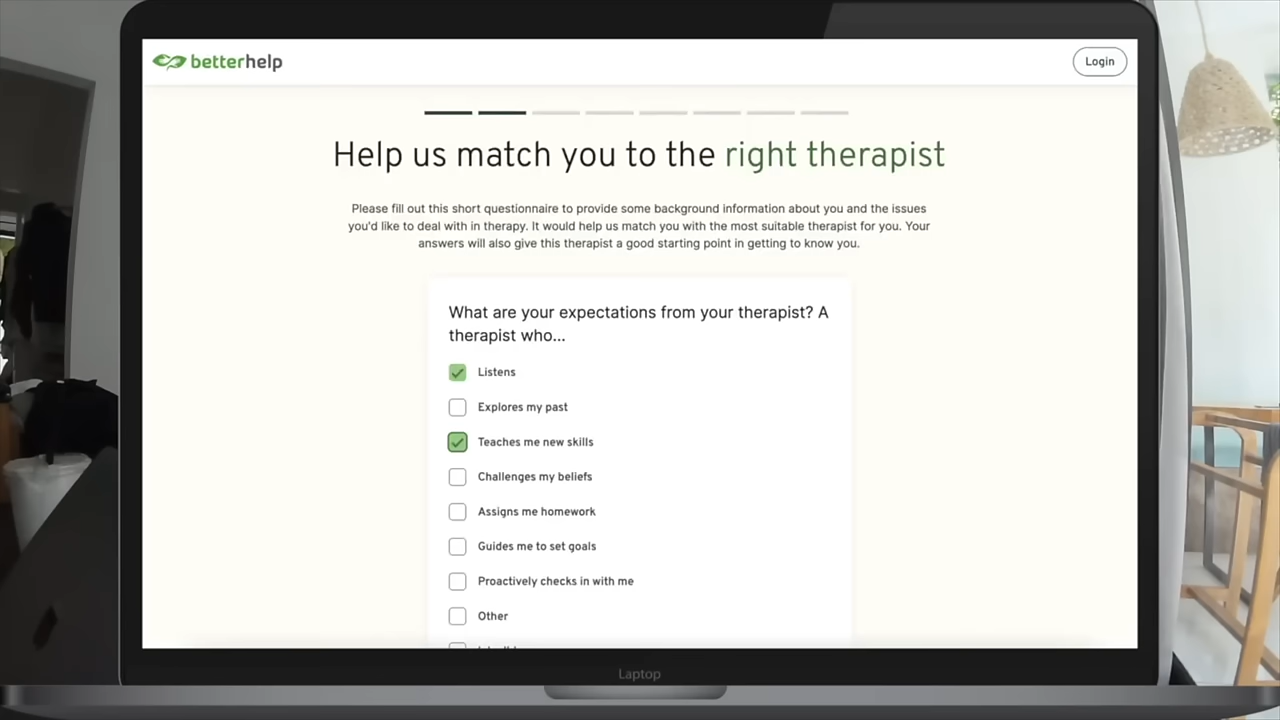 betterhelp
Login
Help us match you to the right therapist
Please fill out this short questionnaire to provide some background information about you and the issues
you'd like to deal with in therapy. It would help us match you with the most suitable therapist for you. Your
answers will also give this therapist a good starting point in getting to know you.
What are your expectations from your therapist? A
therapist who...
Listens
Explores my past
Teaches me new skills
Challenges my beliefs
Assigns me homework
Guides me to set goals
Proactively checks in with me
Other
Laptop